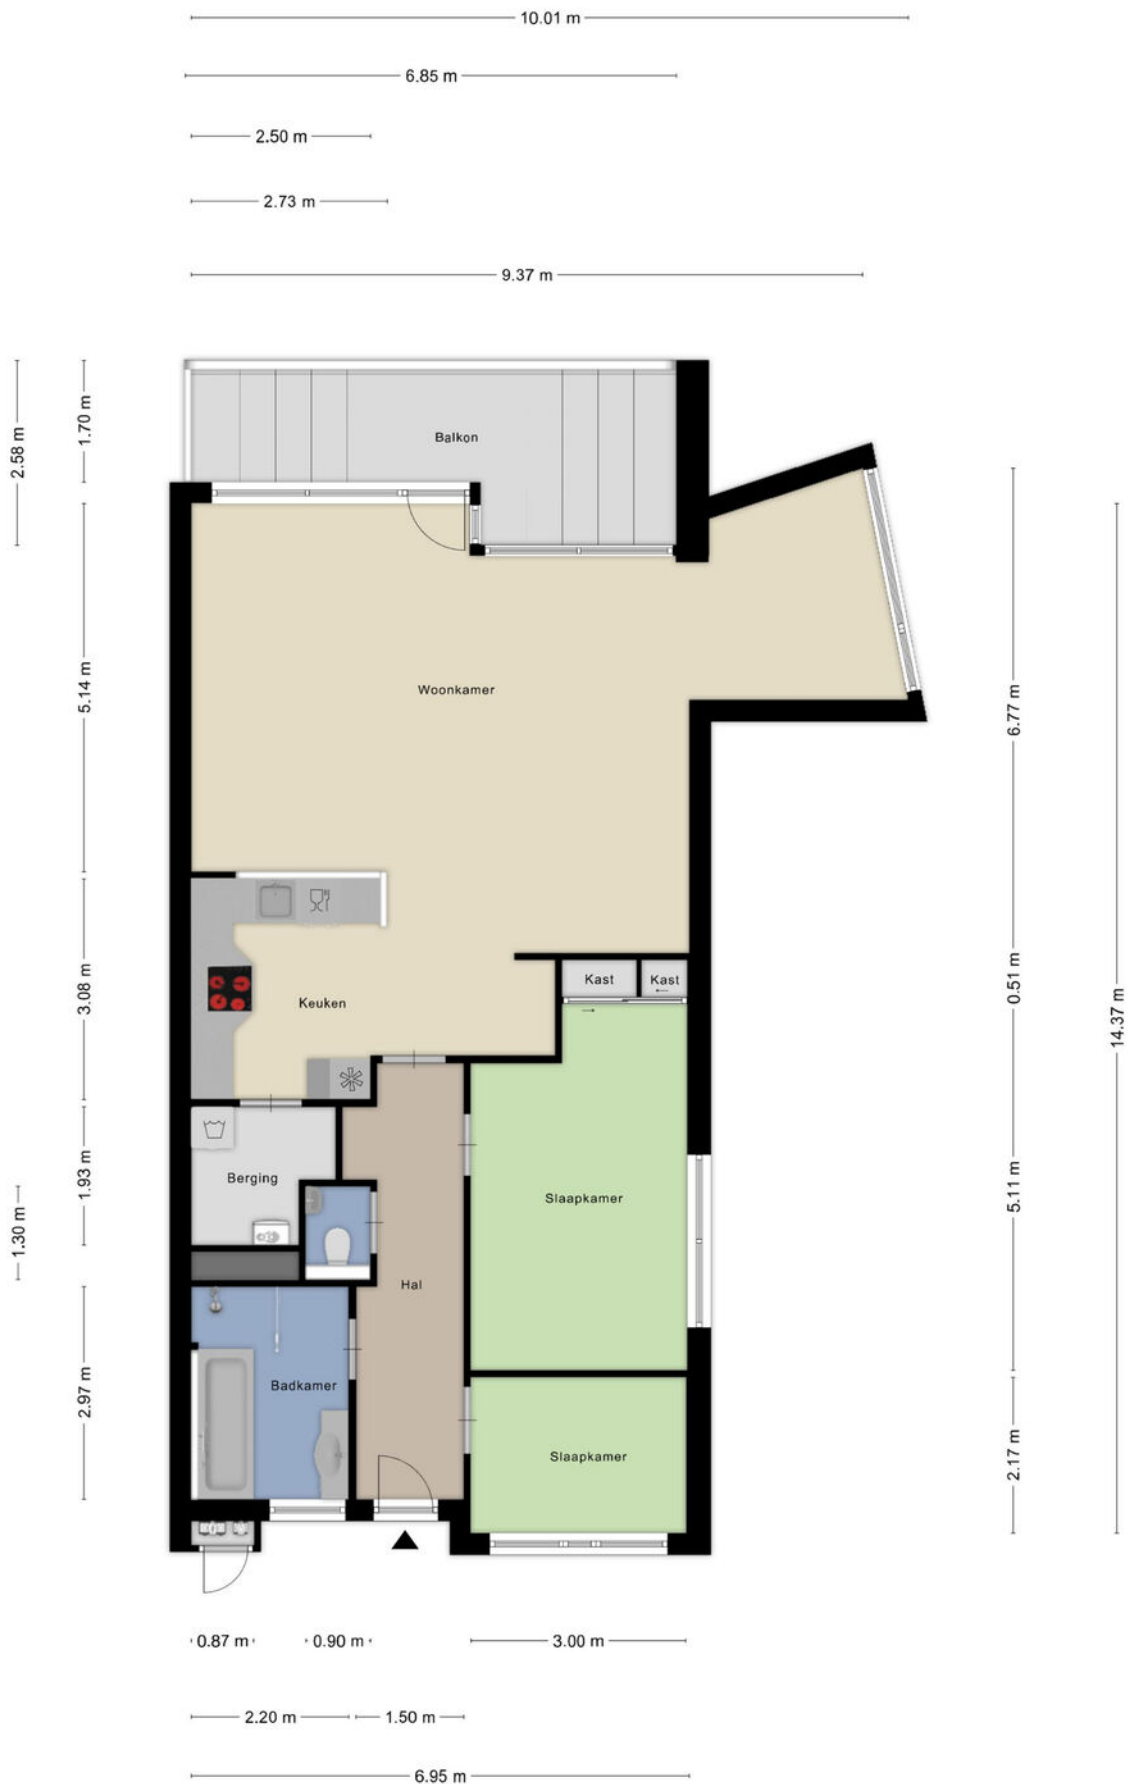 10.01 m
6.85 m
2.50 m
2.73 m
9.37 m
2.58 m
1.70 m
Balkon
5.14 m
Woonkamer
6.77 m
14.37 m
3.08 m
Keuken
Kast
Kast
0.51 m
1.93 m
Berging
1.30 m
Slaapkamer
5.11 m
Hal
2.97 m
Badkamer
Slaapkamer
2.17 m
0.87 m
0.90 m
3.00 m
2.20 m
1.50 m
6.95 m